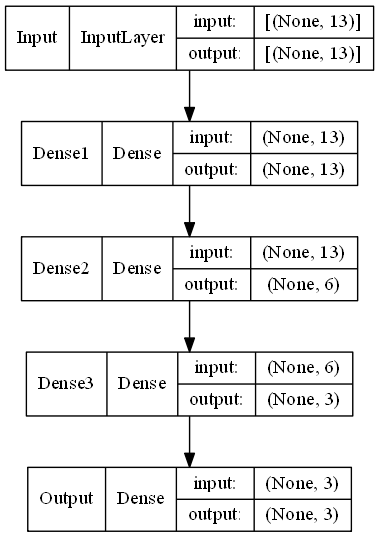 Input InputLayer input: [(None, 13)]
output: [(None, 13)]
Dense1 Dense input: (None, 13)
output: (None, 13)
Dense2 Dense input: (None, 13)
output: (None, 6)
Dense3 Dense input: (None, 6)
output: (None, 3)
Output Dense input: (None, 3)
output: (None, 3)